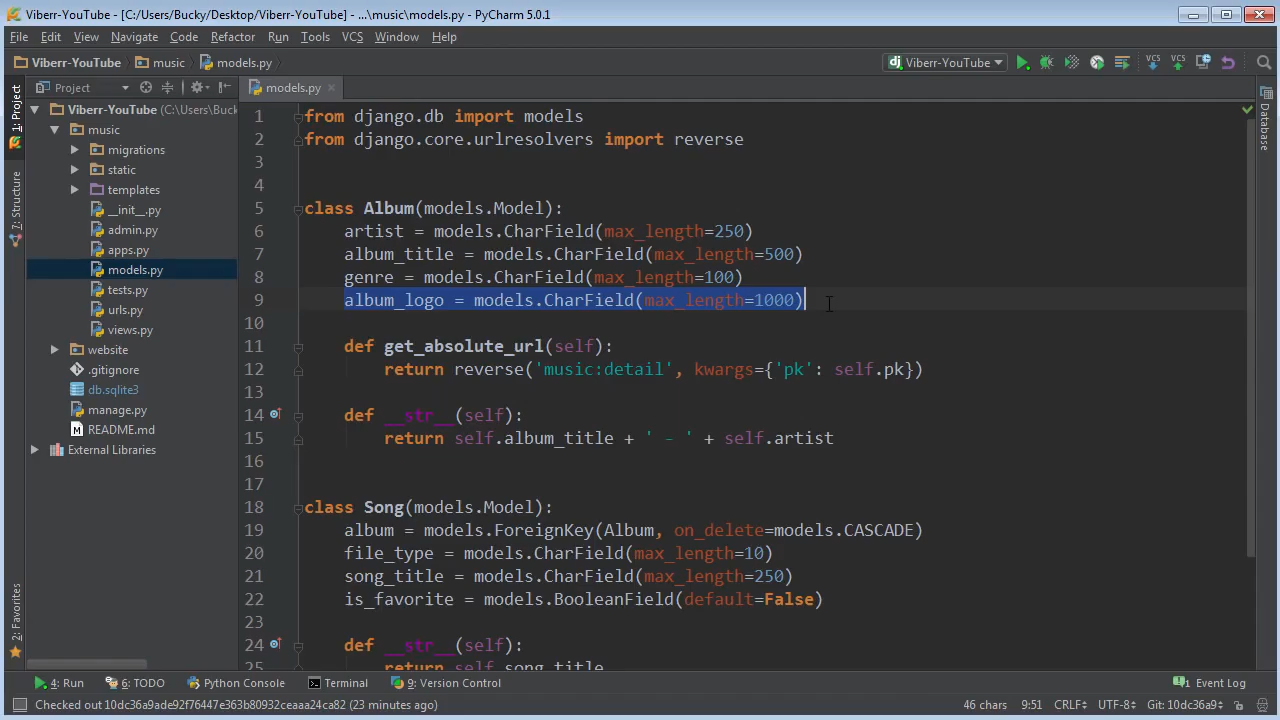 Viberr-YouTube - [C:/Users/Bucky/Desktop/Viberr-YouTube] - ...\music\models.py - PyCharm 5.0.1
File Edit View Navigate Code Refactor Run Tools VCS Window Help
Viberr-YouTube music models.py dj Viberr-YouTube VCS VCS
Project models.py
1: Project
7: Structure
2: Favorites
Viberr-YouTube (C:\Users\Buck
music
migrations
static
templates
__init__.py
admin.py
apps.py
models.py
tests.py
urls.py
views.py
website
.gitignore
db.sqlite3
manage.py
README.md
External Libraries
1 from django.db import models
2 from django.core.urlresolvers import reverse
3
4
5 class Album(models.Model):
6 artist = models.CharField(max_length=250)
7 album_title = models.CharField(max_length=500)
8 genre = models.CharField(max_length=100)
9 album_logo = models.CharField(max_length=1000)
10
11 def get_absolute_url(self):
12 return reverse('music:detail', kwargs={'pk': self.pk})
13
14 def __str__(self):
15 return self.album_title + ' - ' + self.artist
16
17
18 class Song(models.Model):
19 album = models.ForeignKey(Album, on_delete=models.CASCADE)
20 file_type = models.CharField(max_length=10)
21 song_title = models.CharField(max_length=250)
22 is_favorite = models.BooleanField(default=False)
23
24 def __str__(self):
25 return self.song_title
Database
4: Run 6: TODO Python Console Terminal 9: Version Control 1 Event Log
Checked out 10dc36a9ade92f76447e363b80932ceaaa24ca82 (23 minutes ago) 46 chars 9:51 CRLF UTF-8 Git: 10dc36a9